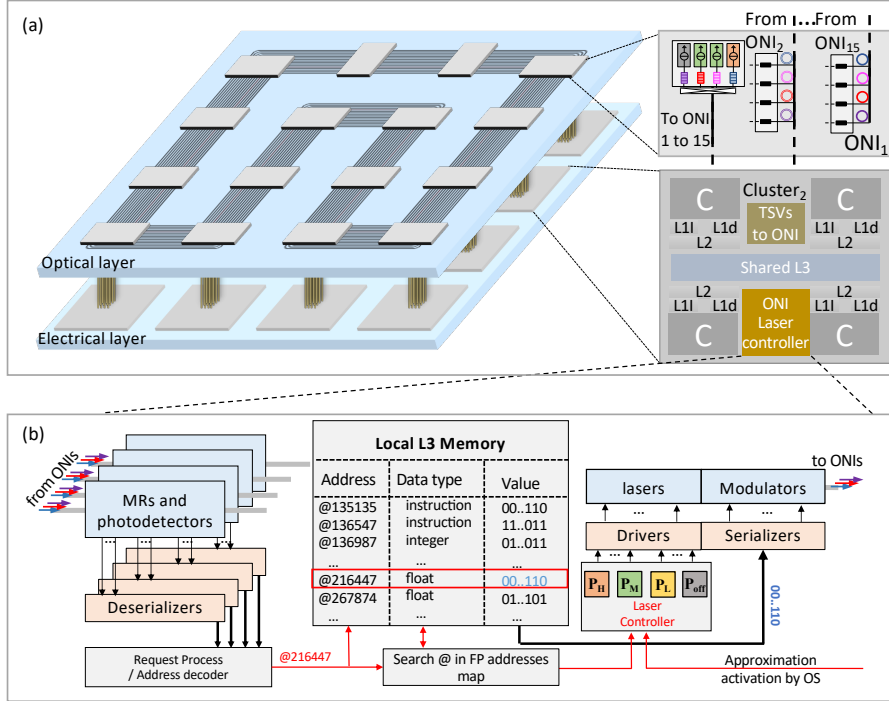 (a)
From ...From
ONI2 ONI15
To ONI
1 to 15
ONI1
Optical layer
Electrical layer
C Cluster2 C
TSVs
to ONI
L1I L1d L1I L1d
L2 L2
Shared L3
L2 L2
L1I L1d L1I L1d
ONI
Laser
controller
C C
(b)
from ONIs
MRs and
photodetectors
...
...
...
Deserializers
Request Process
/ Address decoder
@216447
Local L3 Memory
Address Data type Value
@135135 instruction 00..110
@136547 instruction 11..011
@136987 integer 01..011
... ... ...
@216447 float 00..110
@267874 float 01..101
... ... ...
Search @ in FP addresses
map
to ONIs
lasers Modulators
... ...
Drivers Serializers
... ...
PH PM PL Poff
Laser
Controller
00..110
Approximation
activation by OS